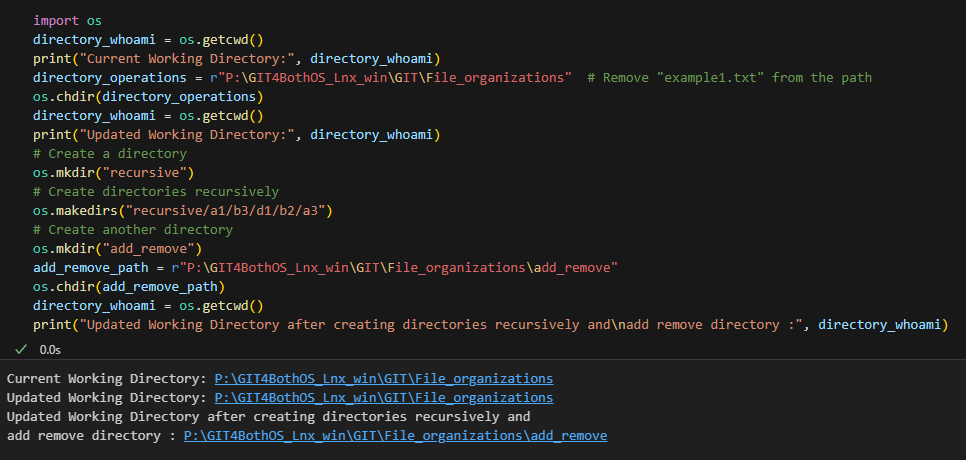 import os
directory_whoami = os.getcwd()
print("Current Working Directory:", directory_whoami)
directory_operations = r"P:\GIT4BothOS_Lnx_win\GIT\File_organizations"  # Remove "example1.txt" from the path
os.chdir(directory_operations)
directory_whoami = os.getcwd()
print("Updated Working Directory:", directory_whoami)
# Create a directory
os.mkdir("recursive")
# Create directories recursively
os.makedirs("recursive/a1/b3/d1/b2/a3")
# Create another directory
os.mkdir("add_remove")
add_remove_path = r"P:\GIT4BothOS_Lnx_win\GIT\File_organizations\add_remove"
os.chdir(add_remove_path)
directory_whoami = os.getcwd()
print("Updated Working Directory after creating directories recursively and\nadd remove directory :", directory_whoami)
✓ 0.0s
Current Working Directory: P:\GIT4BothOS_Lnx_win\GIT\File_organizations
Updated Working Directory: P:\GIT4BothOS_Lnx_win\GIT\File_organizations
Updated Working Directory after creating directories recursively and
add remove directory : P:\GIT4BothOS_Lnx_win\GIT\File_organizations\add_remove